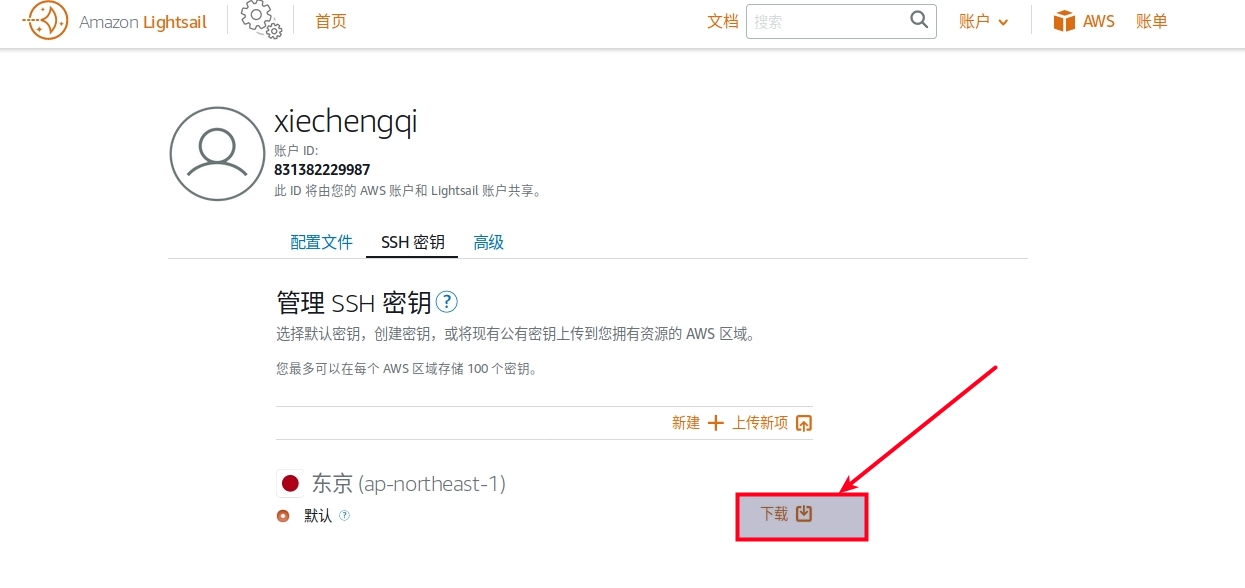 Amazon Lightsail 首页 文档 搜索 账户 AWS 账单
xiechengqi
账户 ID:
831382229987
此 ID 将由您的 AWS 账户和 Lightsail 账户共享。
配置文件 SSH 密钥 高级
管理 SSH 密钥 ?
选择默认密钥，创建密钥，或将现有公有密钥上传到您拥有资源的 AWS 区域。
您最多可以在每个 AWS 区域存储 100 个密钥。
新建 上传新项
东京 (ap-northeast-1)
默认 ? 下载